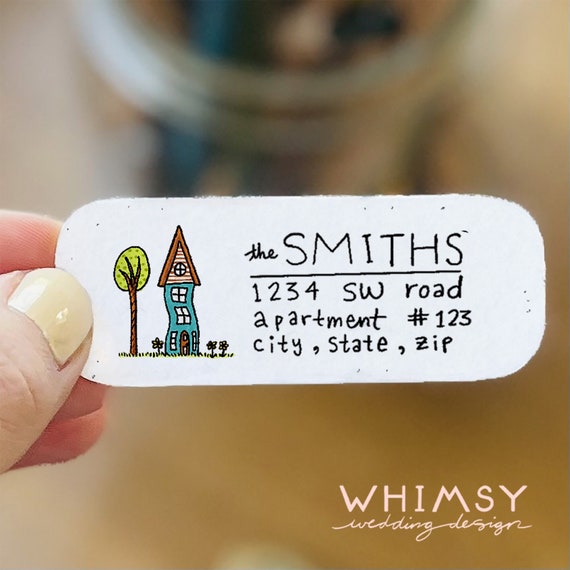 the SMITHS
1234 SW road
apartment #123
city, state, zip
WHIMSY
wedding design